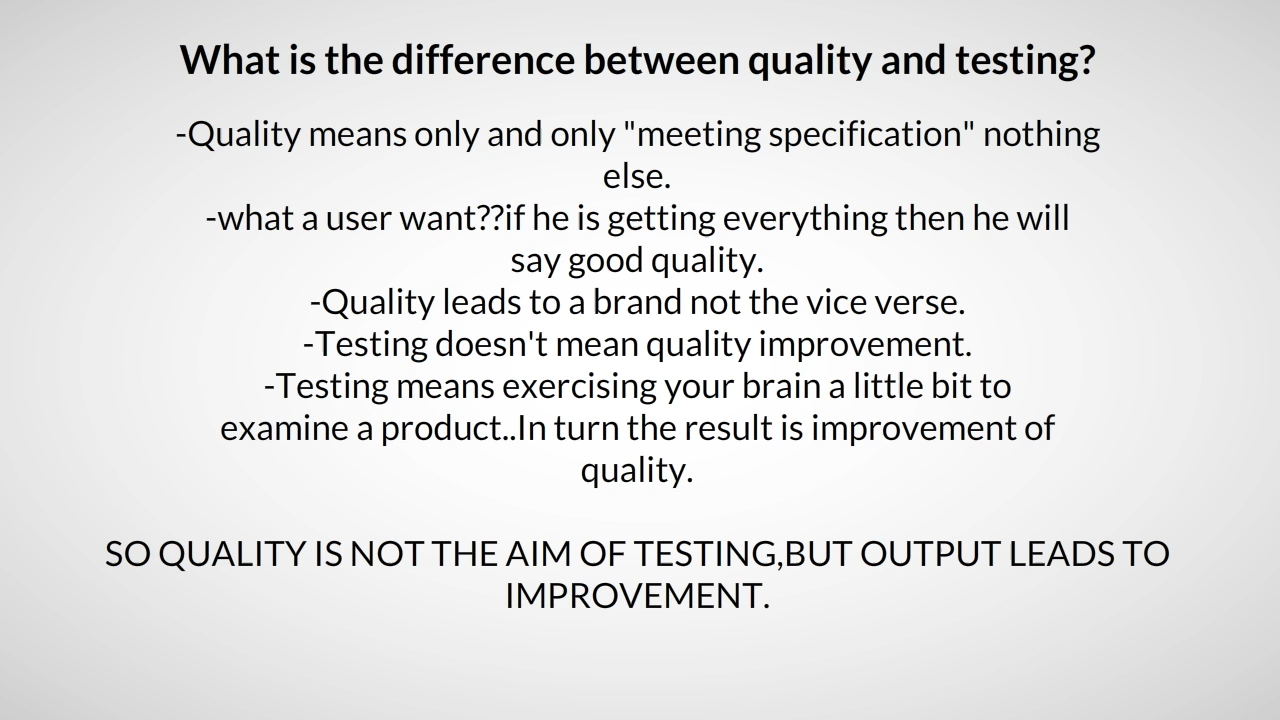 What is the difference between quality and testing?
-Quality means only and only "meeting specification" nothing
else.
-what a user want??if he is getting everything then he will
say good quality.
-Quality leads to a brand not the vice verse.
-Testing doesn't mean quality improvement.
-Testing means exercising your brain a little bit to
examine a product..In turn the result is improvement of
quality.
SO QUALITY IS NOT THE AIM OF TESTING,BUT OUTPUT LEADS TO
IMPROVEMENT.